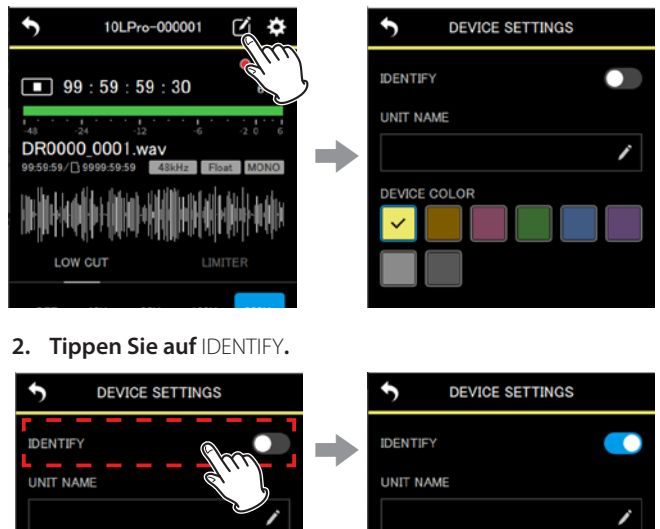 10LPro-000001
99 : 59 : 59 : 30
-48 -24 -12 -6 -2 0 6
DR0000_0001.wav
99:59:59/ 9999:59:59 48kHz Float MONO
LOW CUT LIMITER
DEVICE SETTINGS
IDENTIFY
UNIT NAME
DEVICE COLOR
2. Tippen Sie auf IDENTIFY.
DEVICE SETTINGS
IDENTIFY
UNIT NAME
DEVICE SETTINGS
IDENTIFY
UNIT NAME